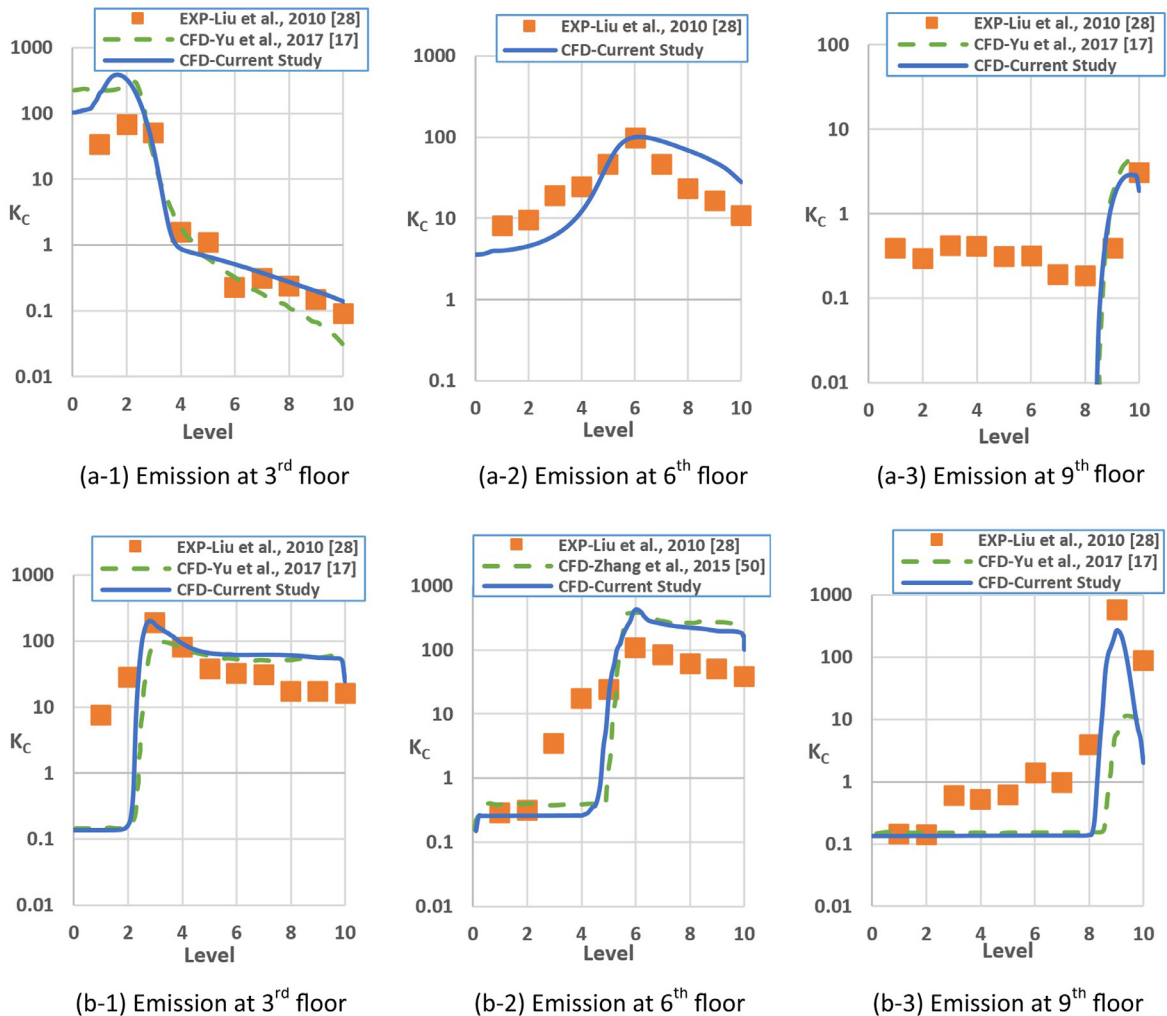 EXP-Liu et al., 2010 [28]
CFD-Yu et al., 2017 [17]
CFD-Current Study
1000
100
10
1
0.1
0.01
K_C
0 2 4 6 8 10
Level
(a-1) Emission at 3rd floor
EXP-Liu et al., 2010 [28]
CFD-Current Study
1000
100
10
1
0.1
K_C
0 2 4 6 8 10
Level
(a-2) Emission at 6th floor
EXP-Liu et al., 2010 [28]
CFD-Yu et al., 2017 [17]
CFD-Current Study
100
10
1
0.1
0.01
K_C
0 2 4 6 8 10
Level
(a-3) Emission at 9th floor
EXP-Liu et al., 2010 [28]
CFD-Yu et al., 2017 [17]
CFD-Current Study
1000
100
10
1
0.1
0.01
K_C
0 2 4 6 8 10
Level
(b-1) Emission at 3rd floor
EXP-Liu et al., 2010 [28]
CFD-Zhang et al., 2015 [50]
CFD-Current Study
1000
100
10
1
0.1
0.01
K_C
0 2 4 6 8 10
Level
(b-2) Emission at 6th floor
EXP-Liu et al., 2010 [28]
CFD-Yu et al., 2017 [17]
CFD-Current Study
1000
100
10
1
0.1
0.01
K_C
0 2 4 6 8 10
Level
(b-3) Emission at 9th floor